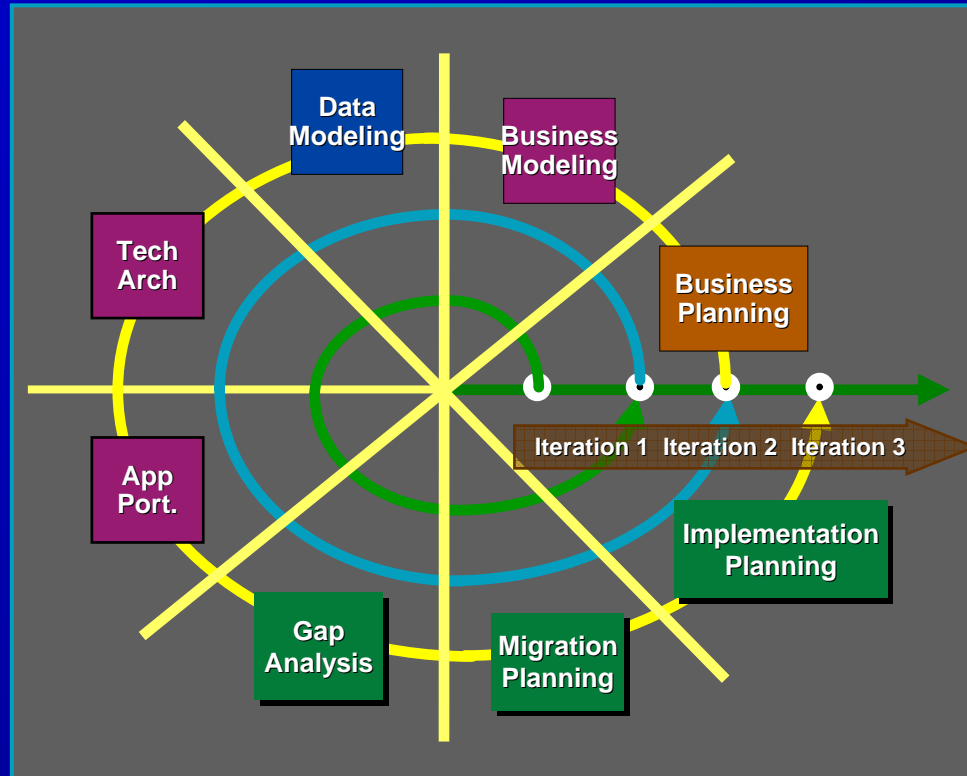 Data
Modeling
Business
Modeling
Tech
Arch
Business
Planning
Iteration 1 Iteration 2 Iteration 3
App
Port.
Implementation
Planning
Gap
Analysis
Migration
Planning